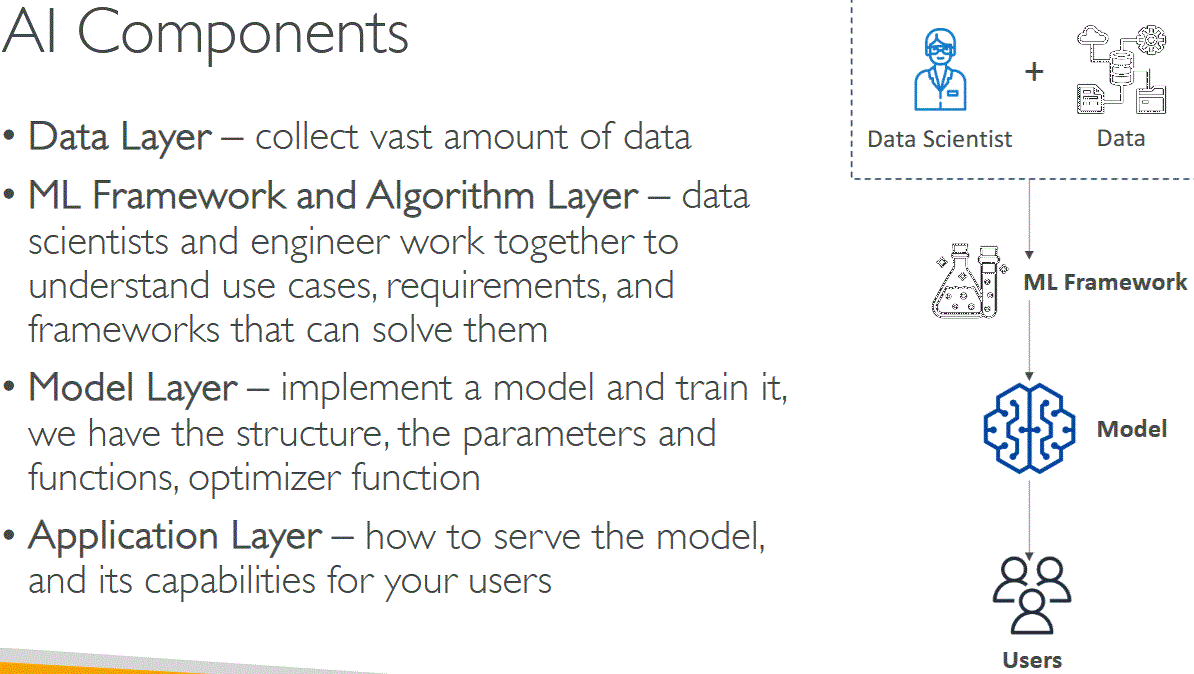 AI Components
• Data Layer – collect vast amount of data
• ML Framework and Algorithm Layer – data
scientists and engineer work together to
understand use cases, requirements, and
frameworks that can solve them
• Model Layer – implement a model and train it,
we have the structure, the parameters and
functions, optimizer function
• Application Layer – how to serve the model,
and its capabilities for your users
+
Data Scientist
Data
ML Framework
Model
Users